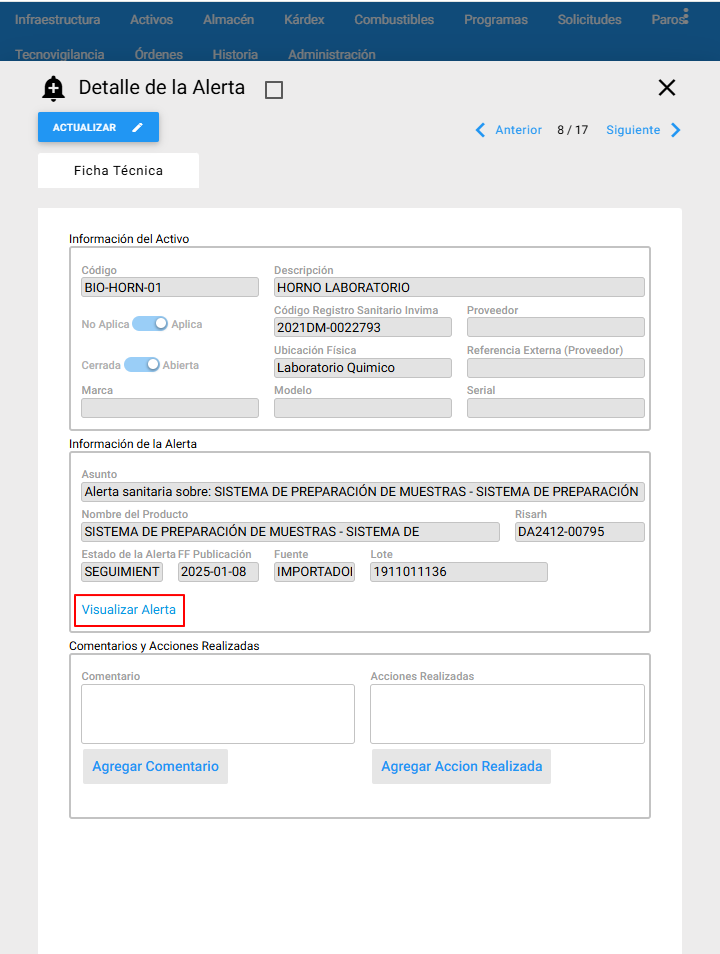 Infraestructura Activos Almacén Kárdex Combustibles Programas Solicitudes Paros
Tecnovigilancia Órdenes Historia Administración
Detalle de la Alerta
ACTUALIZAR
Anterior 8 / 17 Siguiente
Ficha Técnica
Información del Activo
Código Descripción
BIO-HORN-01 HORNO LABORATORIO
Código Registro Sanitario Invima Proveedor
No Aplica Aplica 2021DM-0022793
Ubicación Física Referencia Externa (Proveedor)
Cerrada Abierta Laboratorio Quimico
Marca Modelo Serial
Información de la Alerta
Asunto
Alerta sanitaria sobre: SISTEMA DE PREPARACIÓN DE MUESTRAS - SISTEMA DE PREPARACIÓN
Nombre del Producto Risarh
SISTEMA DE PREPARACIÓN DE MUESTRAS - SISTEMA DE DA2412-00795
Estado de la Alerta FF Publicación Fuente Lote
SEGUIMIENT 2025-01-08 IMPORTADOR 1911011136
Visualizar Alerta
Comentarios y Acciones Realizadas
Comentario Acciones Realizadas
Agregar Comentario Agregar Accion Realizada